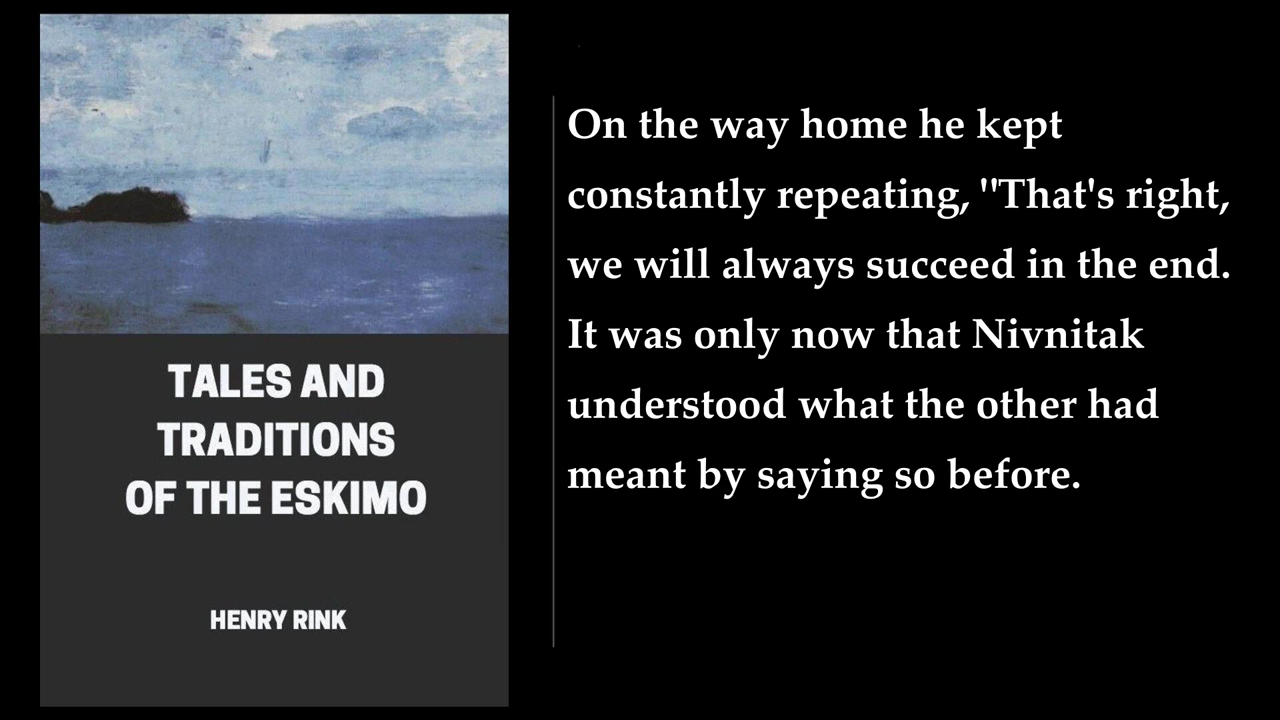 TALES AND
TRADITIONS
OF THE ESKIMO
HENRY RINK
On the way home he kept
constantly repeating, "That's right,
we will always succeed in the end.
It was only now that Nivnitak
understood what the other had
meant by saying so before.